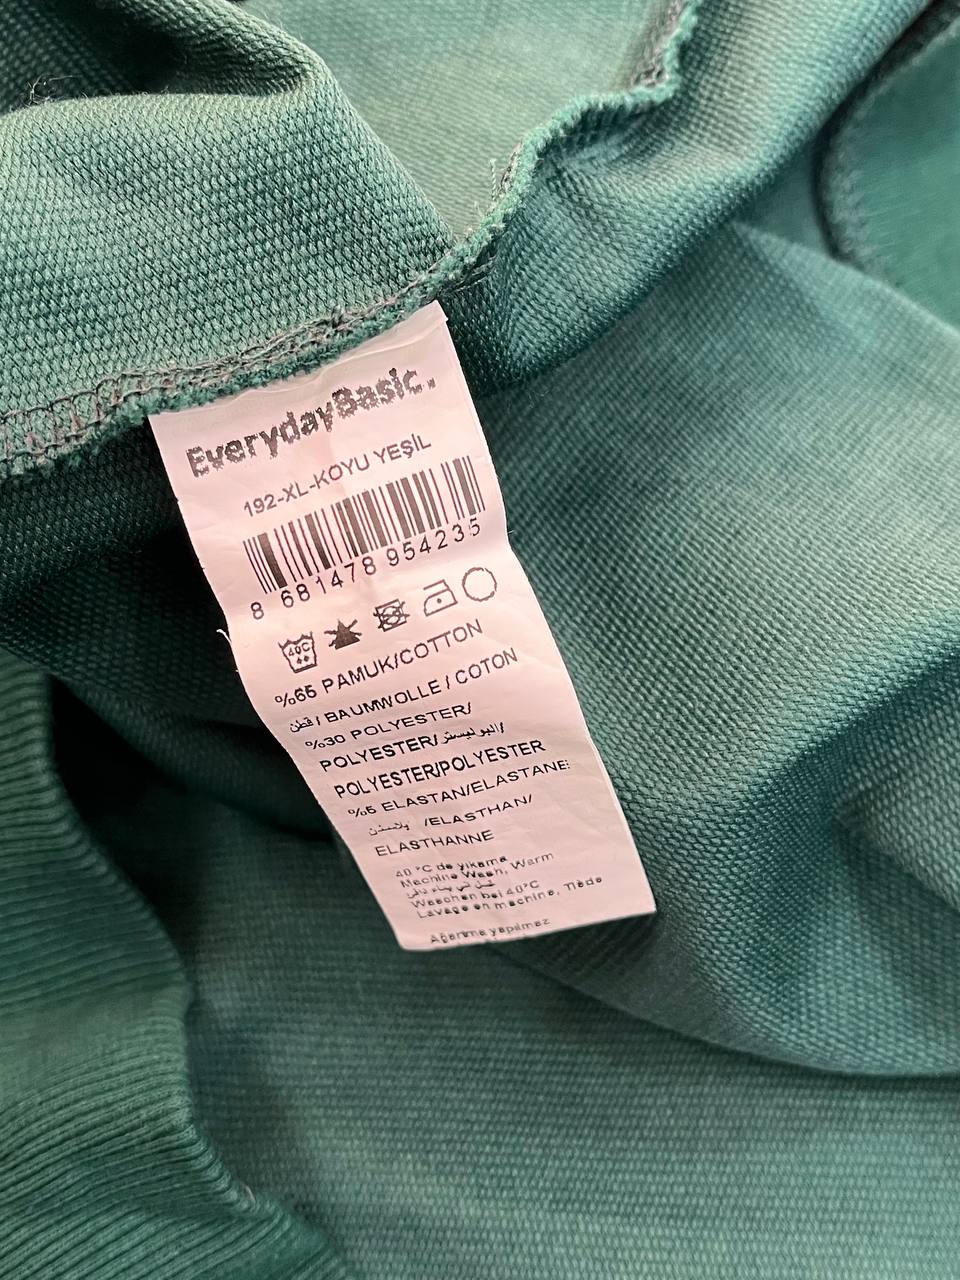 EverydayBasic.
192-XL-KOYU YEŞİL
8 681478 954235
40C
%65 PAMUK/COTTON
قطن / BAUMWOLLE / COTON
%30 POLYESTER/
POLYESTER/البوليستر/
POLYESTER/POLYESTER
%5 ELASTAN/ELASTANE
/ELASTHAN/
ELASTHANNE
40 °C de yıkama
Machine Wash, Warm
Waschen bei 40°C
Lavage en machine, Tiède
Ağartma yapılmaz